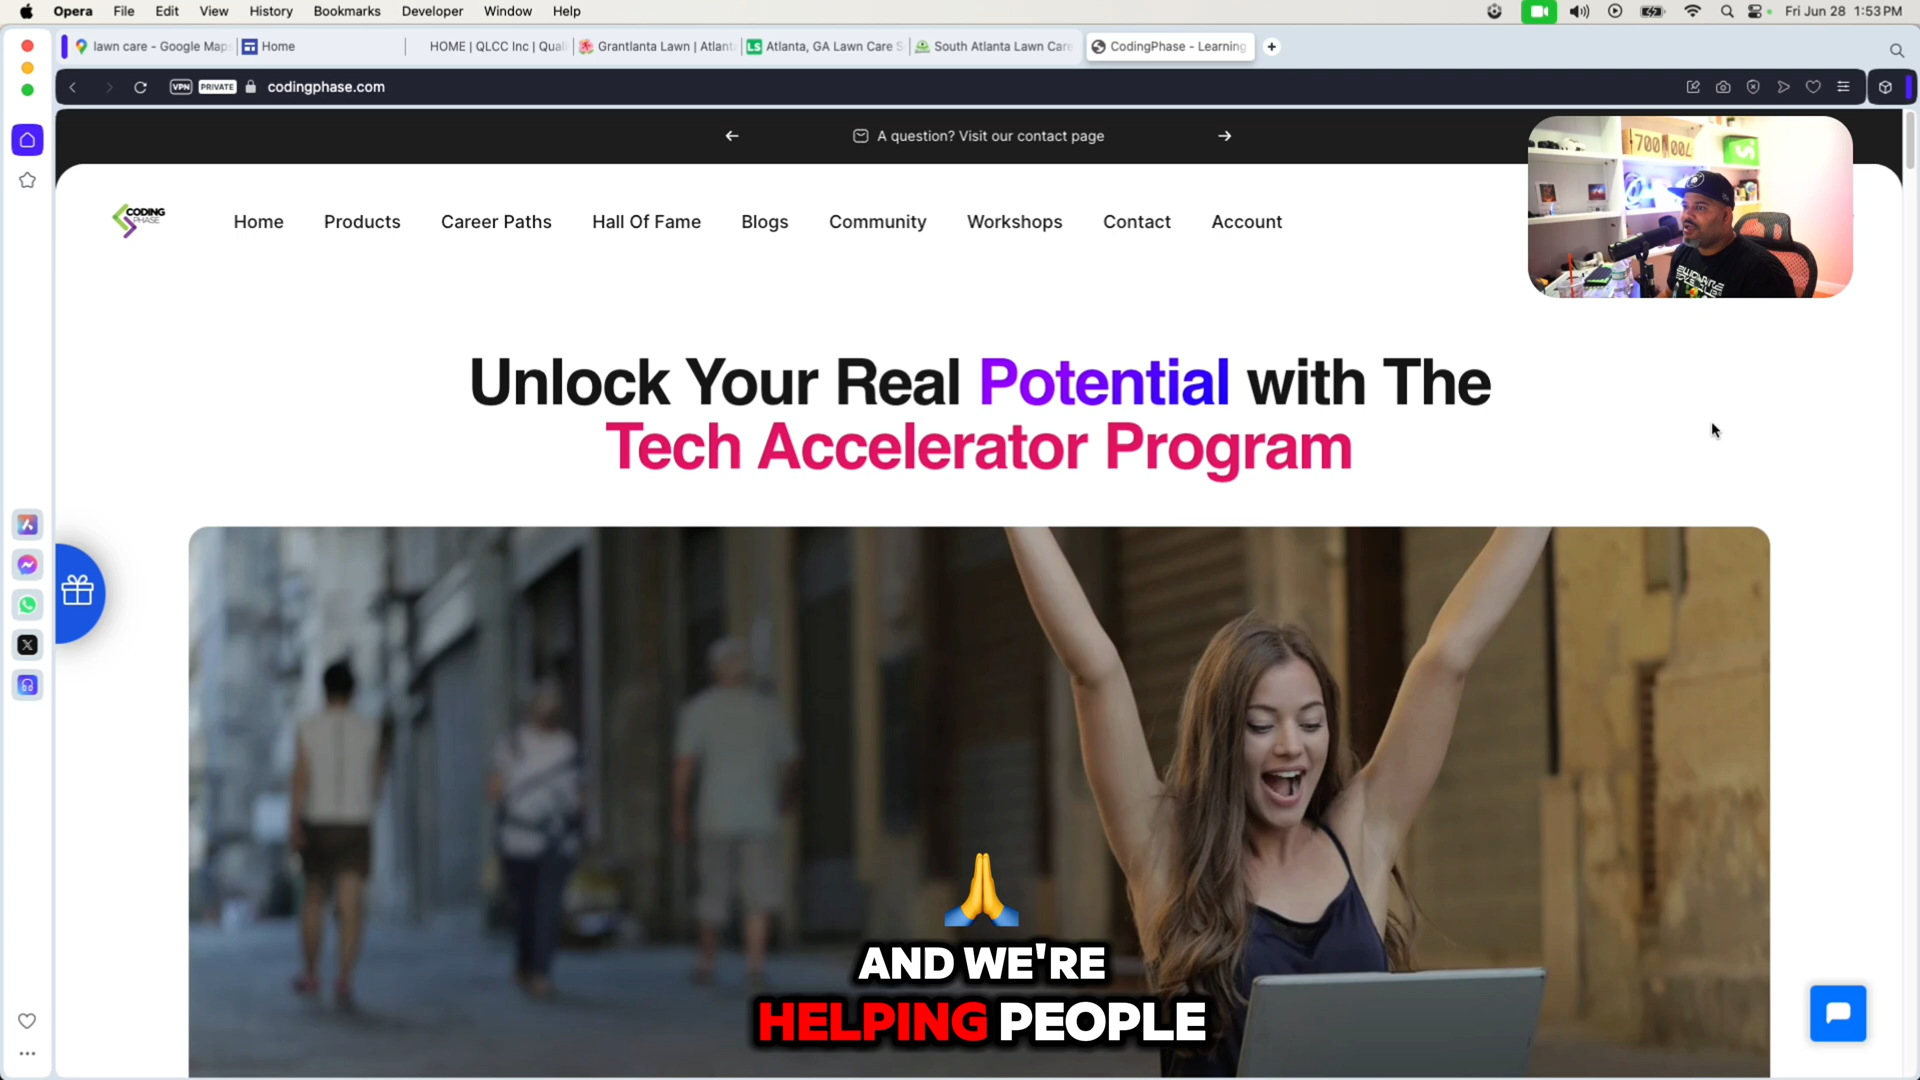 Opera File Edit View History Bookmarks Developer Window Help Fri Jun 28 1:53 PM
lawn care - Google Maps Home HOME | QLCC Inc | Qual Grantlanta Lawn | Atlant LS Atlanta, GA Lawn Care S South Atlanta Lawn Care CodingPhase - Learning
VPN PRIVATE codingphase.com
A question? Visit our contact page
CODING PHASE Home Products Career Paths Hall Of Fame Blogs Community Workshops Contact Account
700
Unlock Your Real Potential with The
Tech Accelerator Program
AND WE'RE
HELPING PEOPLE